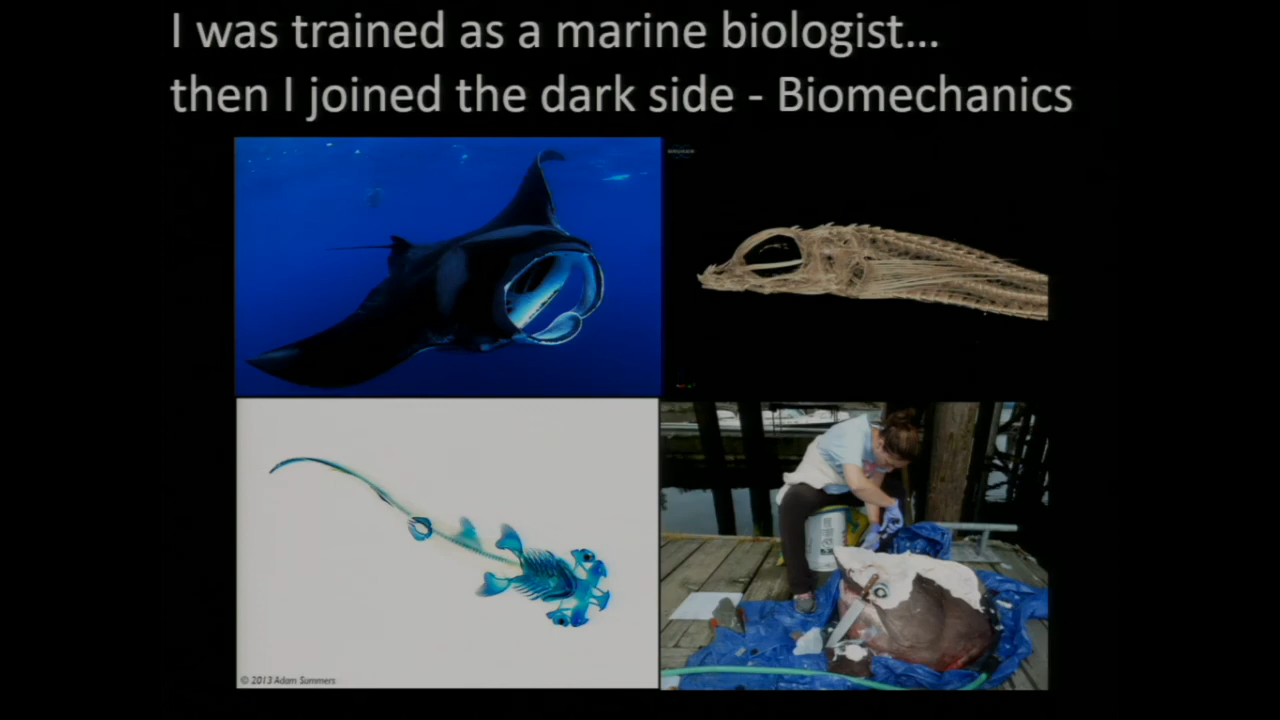 I was trained as a marine biologist...
then I joined the dark side - Biomechanics
© 2013 Adam Summers